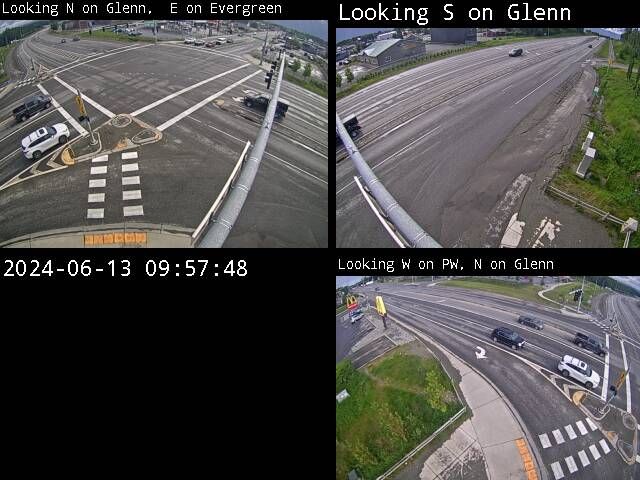 Looking N on Glenn, E on Evergreen
Looking S on Glenn
2024-06-13 09:57:48
Looking W on PW, N on Glenn